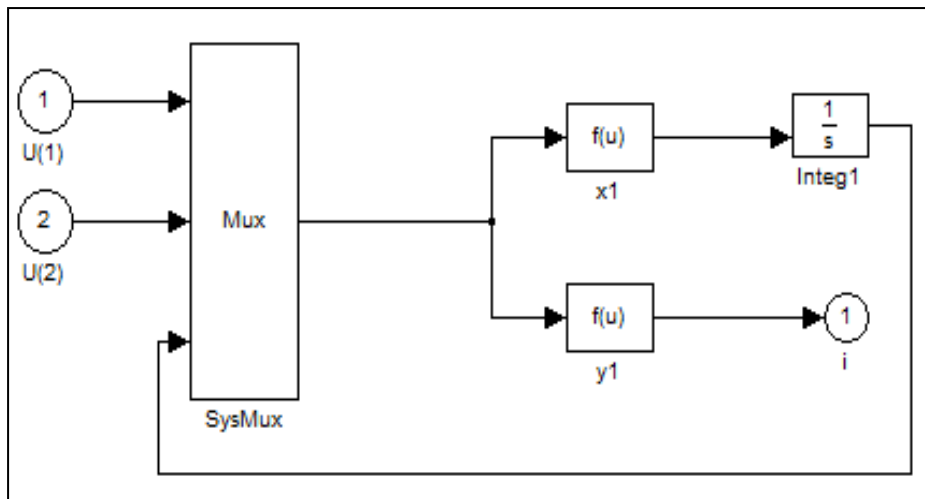 1
U(1)
2
U(2)
Mux
SysMux
f(u)
x1
1
s
Integ1
f(u)
y1
1
i